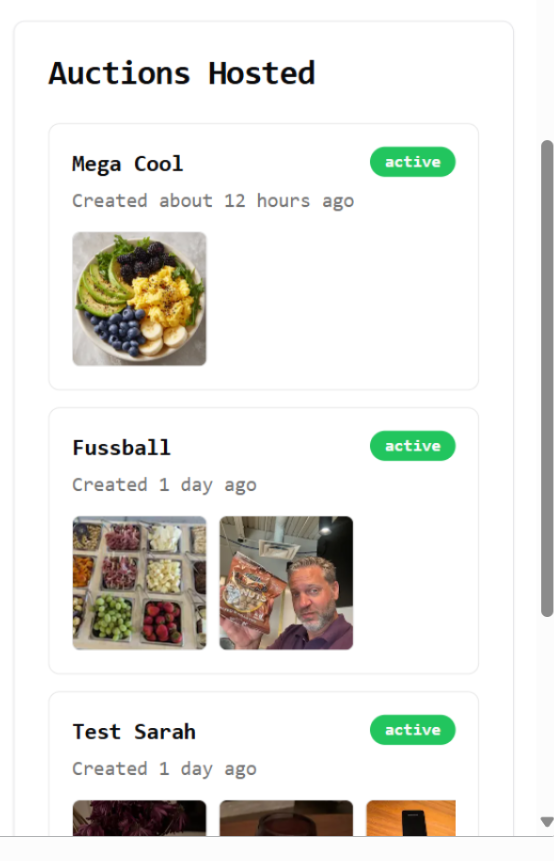 Auctions Hosted
Mega Cool
active
Created about 12 hours ago
Fussball
active
Created 1 day ago
Test Sarah
active
Created 1 day ago